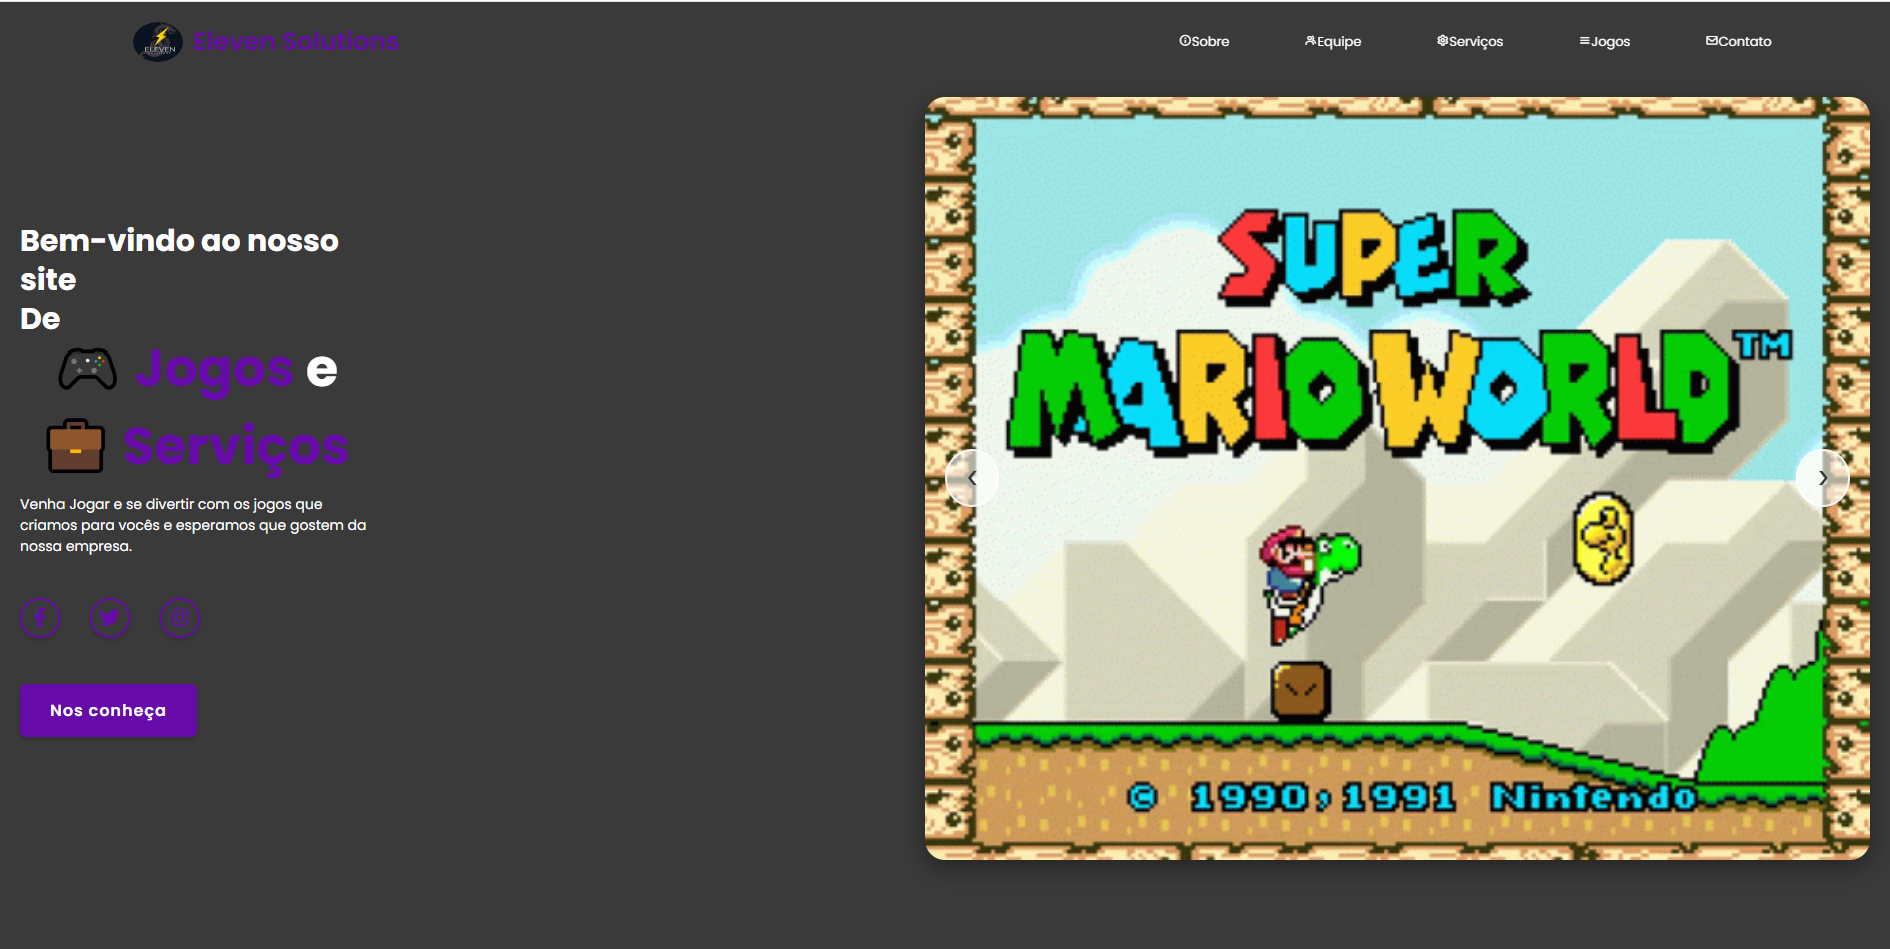 ELEVEN
Eleven Solutions
Sobre
Equipe
Serviços
Jogos
Contato
Bem-vindo ao nosso
site
De
Jogos e
Serviços
Venha Jogar e se divertir com os jogos que
criamos para vocês e esperamos que gostem da
nossa empresa.
Nos conheça
SUPER
MARIO WORLD™
© 1990,1991 Nintendo